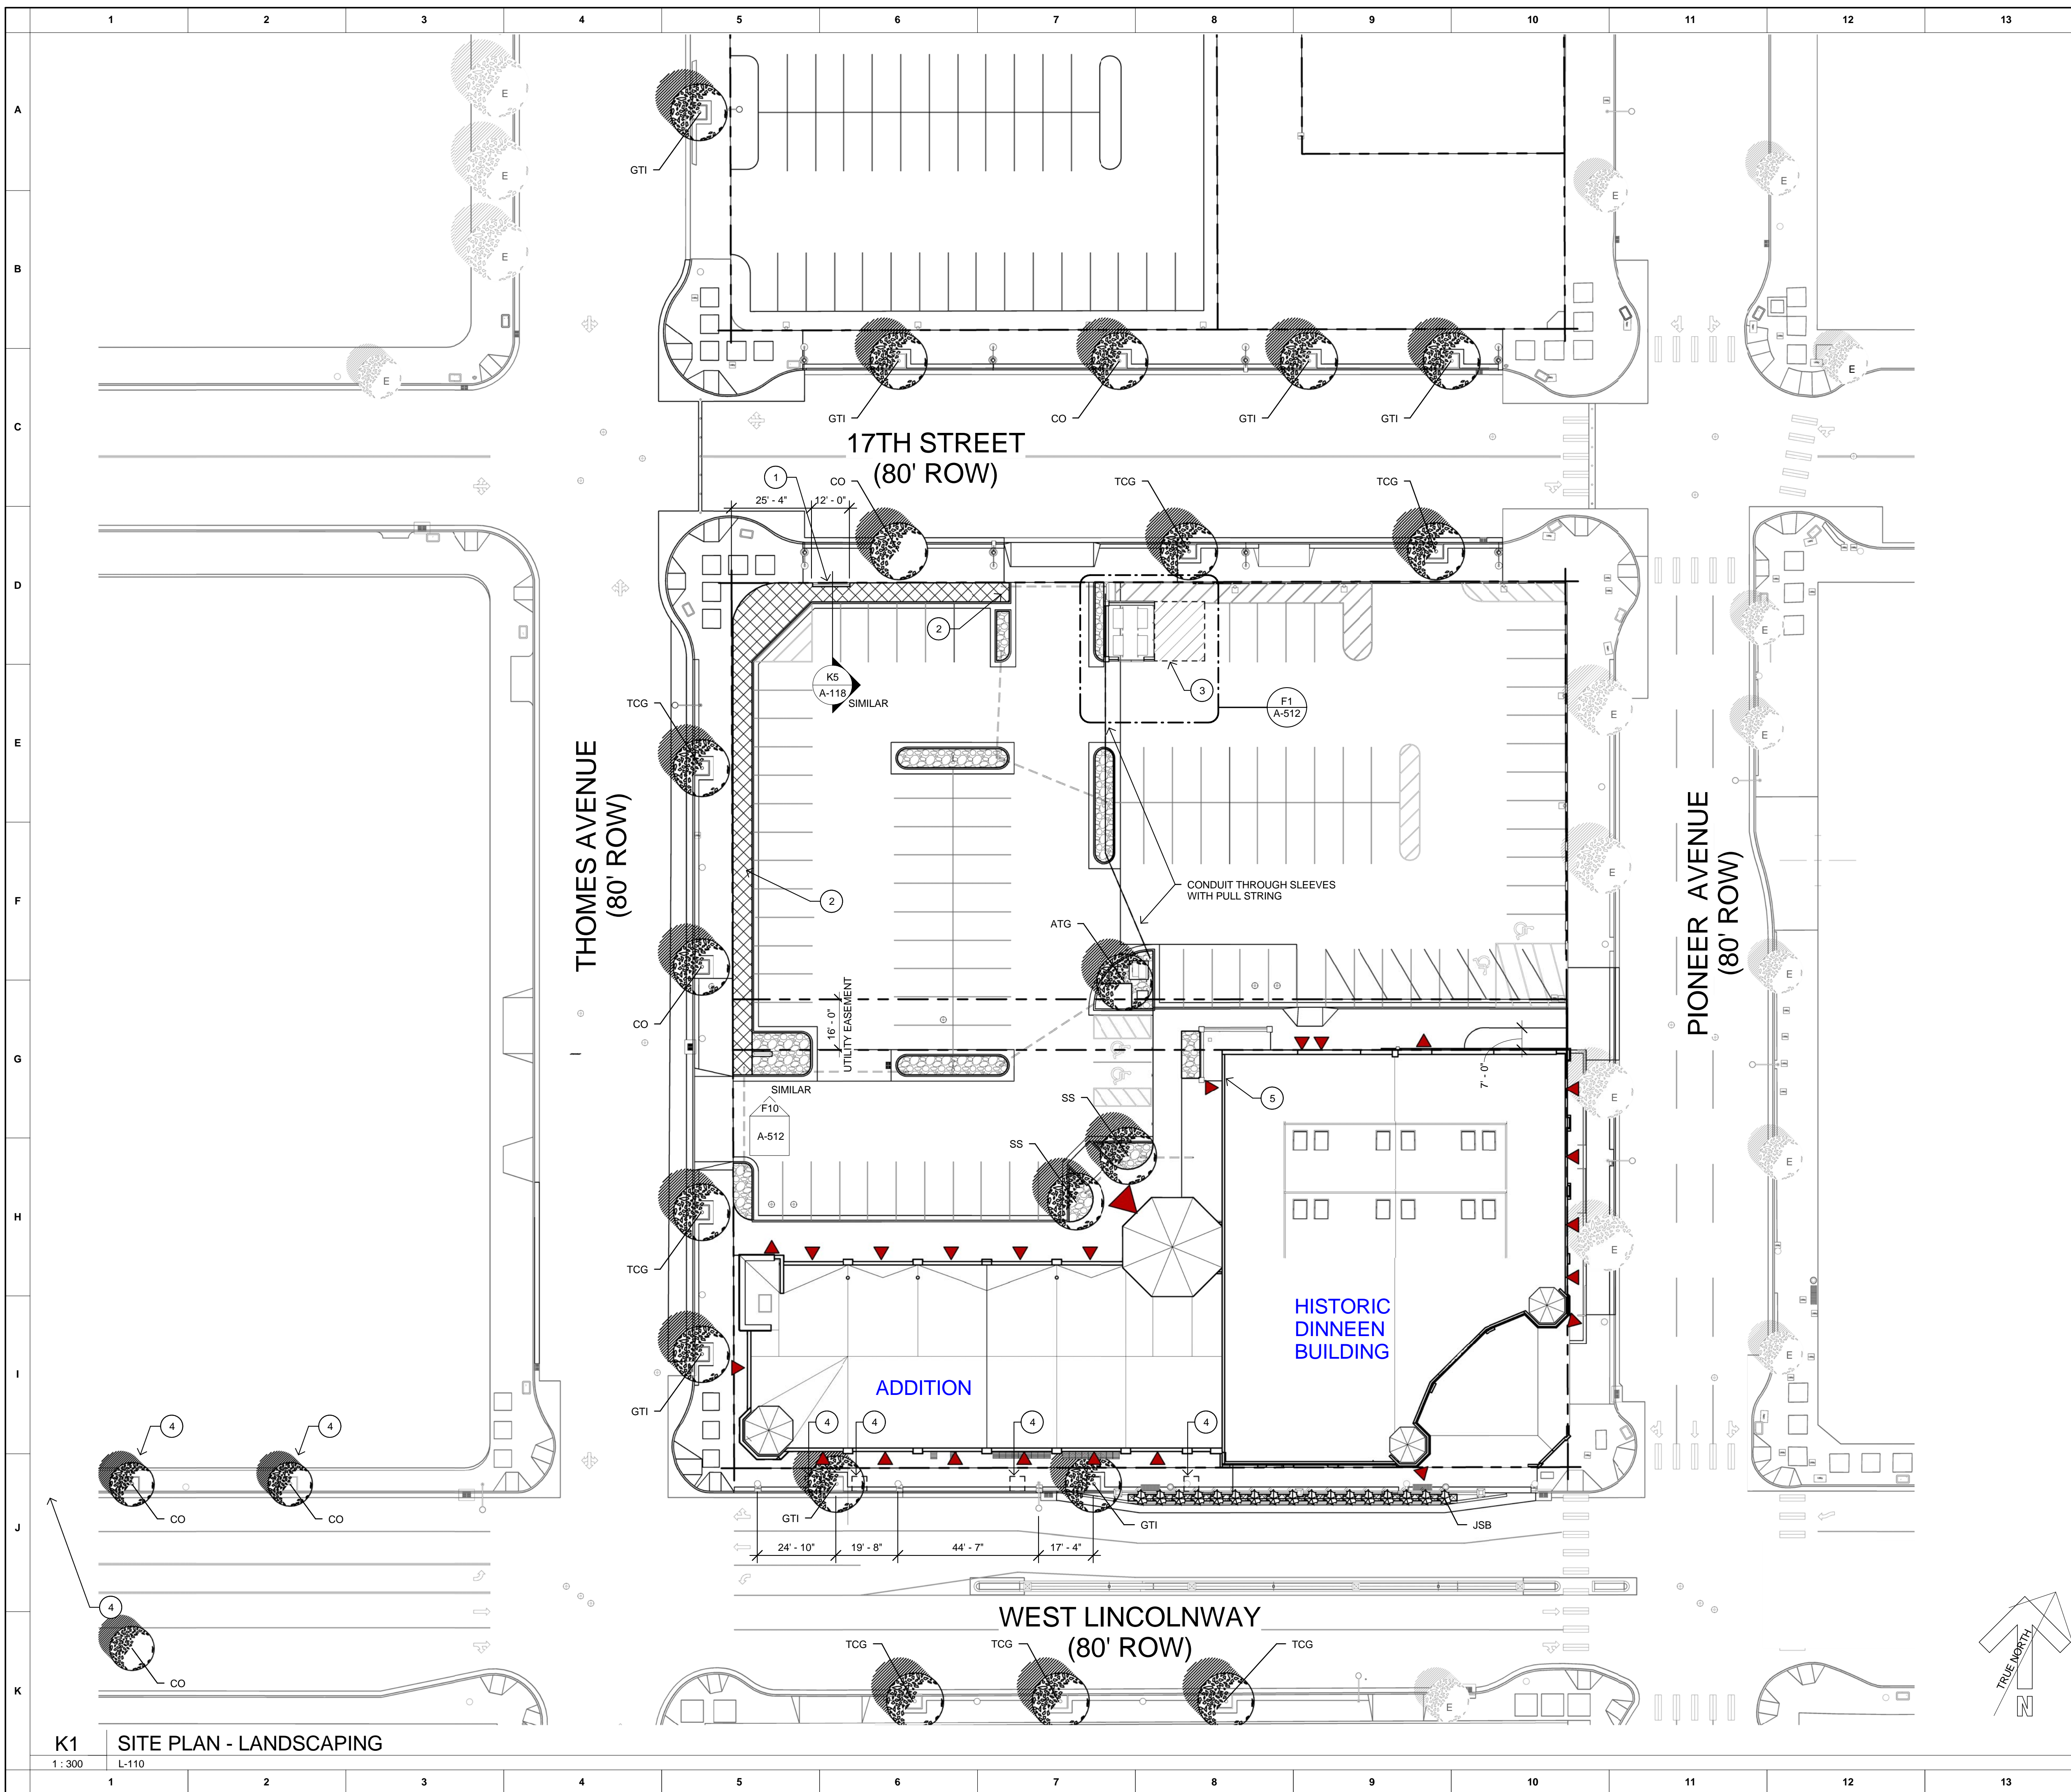 1 2 3 4 5 6 7 8 9 10 11 12 13
A
E
E
GTI
E
E
E
B
E
E
E
GTI
CO
GTI
GTI
C
17TH STREET
(80' ROW)
1
CO
TCG
TCG
25' - 4"
12' - 0"
D
2
E
K5
A-118
SIMILAR
3
F1
A-512
TCG
E
E
E
THOMES AVENUE
(80' ROW)
PIONEER AVENUE
(80' ROW)
E
CONDUIT THROUGH SLEEVES
WITH PULL STRING
F
2
ATG
E
CO
16' - 0"
UTILITY EASEMENT
G
7' - 0"
SIMILAR
F10
A-512
SS
5
E
SS
E
H
TCG
E
HISTORIC
DINNEEN
BUILDING
I
ADDITION
E
GTI
4
4
4
4
4
4
CO
CO
GTI
GTI
JSB
J
24' - 10"
19' - 8"
44' - 7"
17' - 4"
4
WEST LINCOLNWAY
(80' ROW)
TCG
TCG
TCG
CO
K
E
TRUE NORTH
N
K1
SITE PLAN - LANDSCAPING
1 : 300
L-110
1 2 3 4 5 6 7 8 9 10 11 12 13